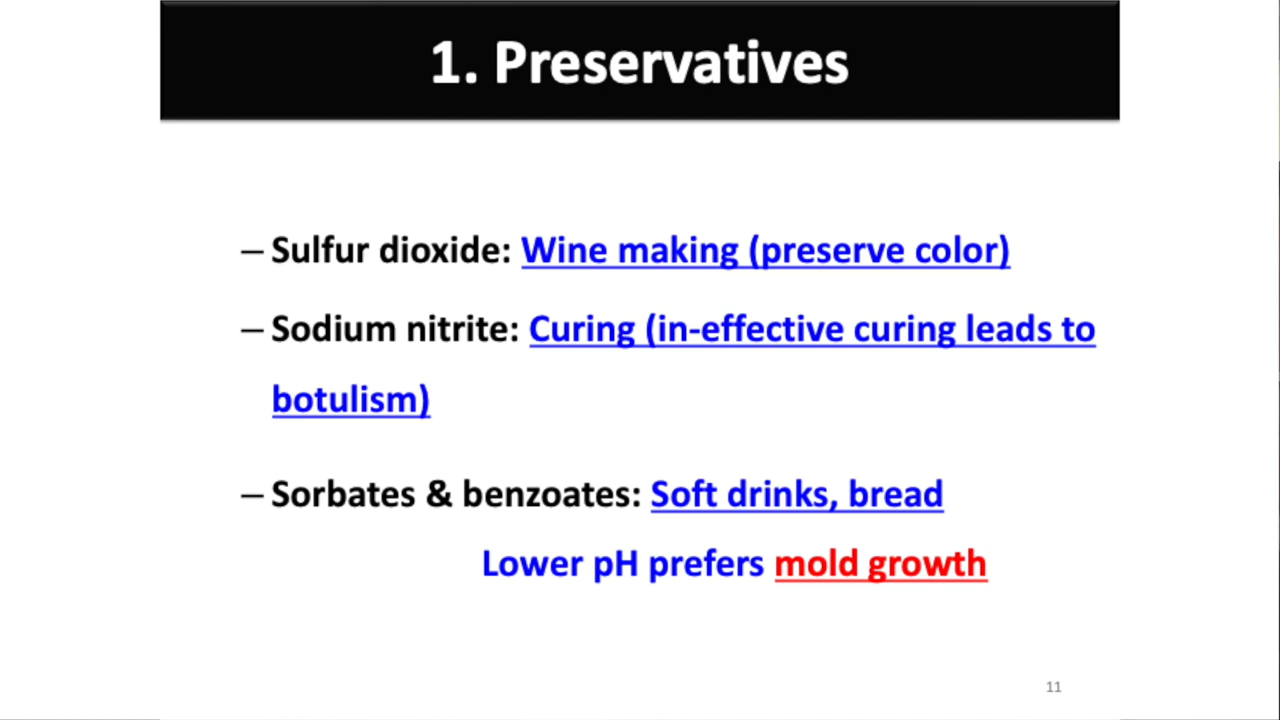 1. Preservatives
– Sulfur dioxide: Wine making (preserve color)
– Sodium nitrite: Curing (in-effective curing leads to
botulism)
– Sorbates & benzoates: Soft drinks, bread
Lower pH prefers mold growth
11